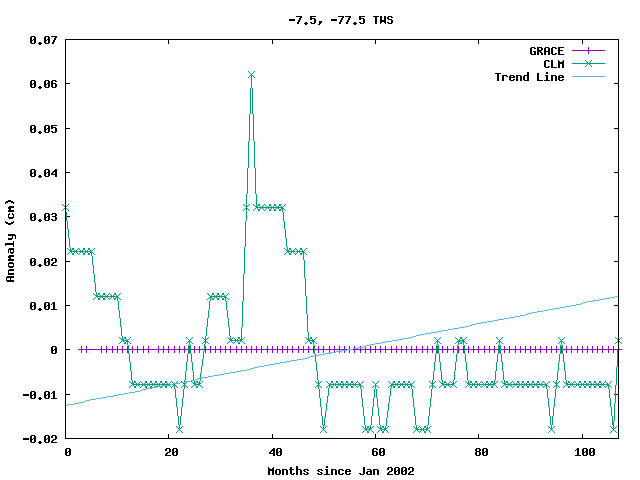 -7.5, -77.5 TWS
0.07
0.06
0.05
0.04
0.03
0.02
0.01
0
-0.01
-0.02
Anomaly (cm)
GRACE
CLM
Trend Line
0 20 40 60 80 100
Months since Jan 2002